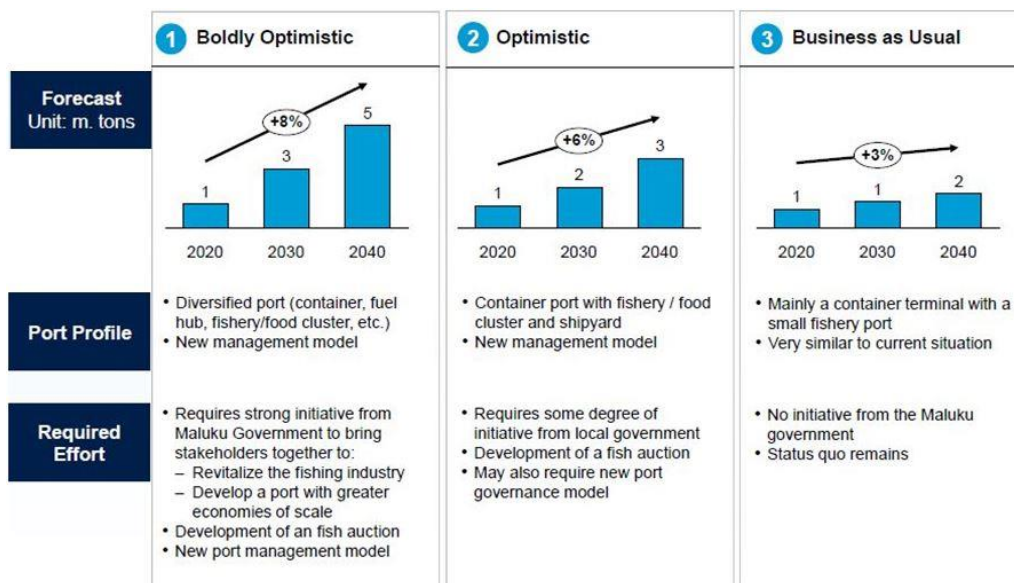 1 Boldly Optimistic
2 Optimistic
3 Business as Usual
Forecast
Unit: m. tons
+8%
1
3
5
2020 2030 2040
+6%
1
2
3
2020 2030 2040
+3%
1
1
2
2020 2030 2040
Port Profile
• Diversified port (container, fuel
hub, fishery/food cluster, etc.)
• New management model
• Container port with fishery / food
cluster and shipyard
• New management model
• Mainly a container terminal with a
small fishery port
• Very similar to current situation
Required
Effort
• Requires strong initiative from
Maluku Government to bring
stakeholders together to:
– Revitalize the fishing industry
– Develop a port with greater
economies of scale
• Development of an fish auction
• New port management model
• Requires some degree of
initiative from local government
• Development of a fish auction
• May also require new port
governance model
• No initiative from the Maluku
government
• Status quo remains